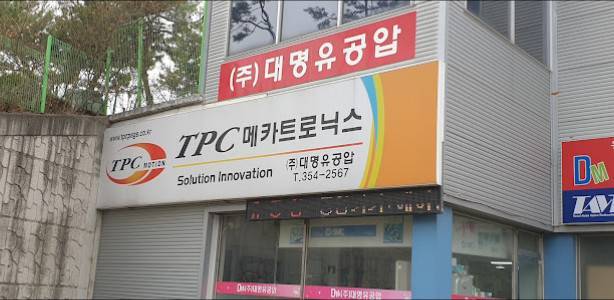 (주)대명유공압
TPC 메카트로닉스
TPC MOTION
Solution Innovation
(주)대명유공압
T.354-2567
DM
DM(주)대명유공압
DM(주)대명유공압